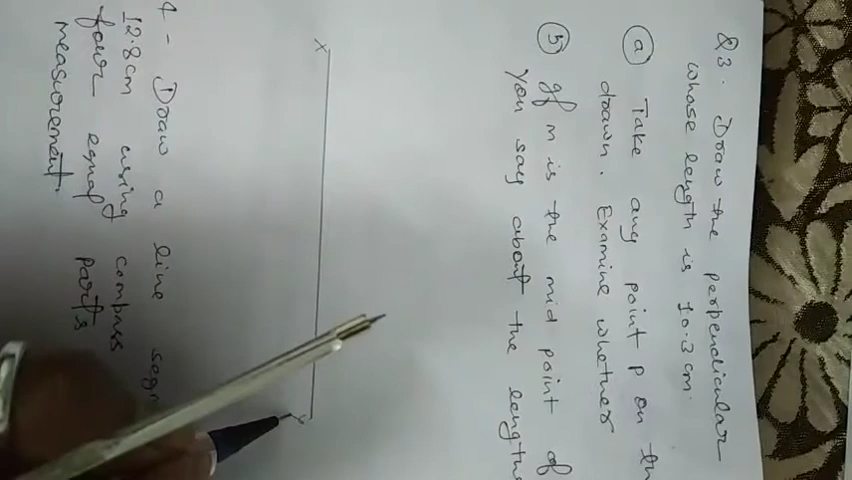 Q3. Draw the perpendicular
whose length is 10.3 cm.
(a) Take any point P on
drawn. Examine whether
(b) If M is the mid point of
You say about the length
X Y
4 - Draw a line
12.8 cm using compass
four equal parts
measurement.